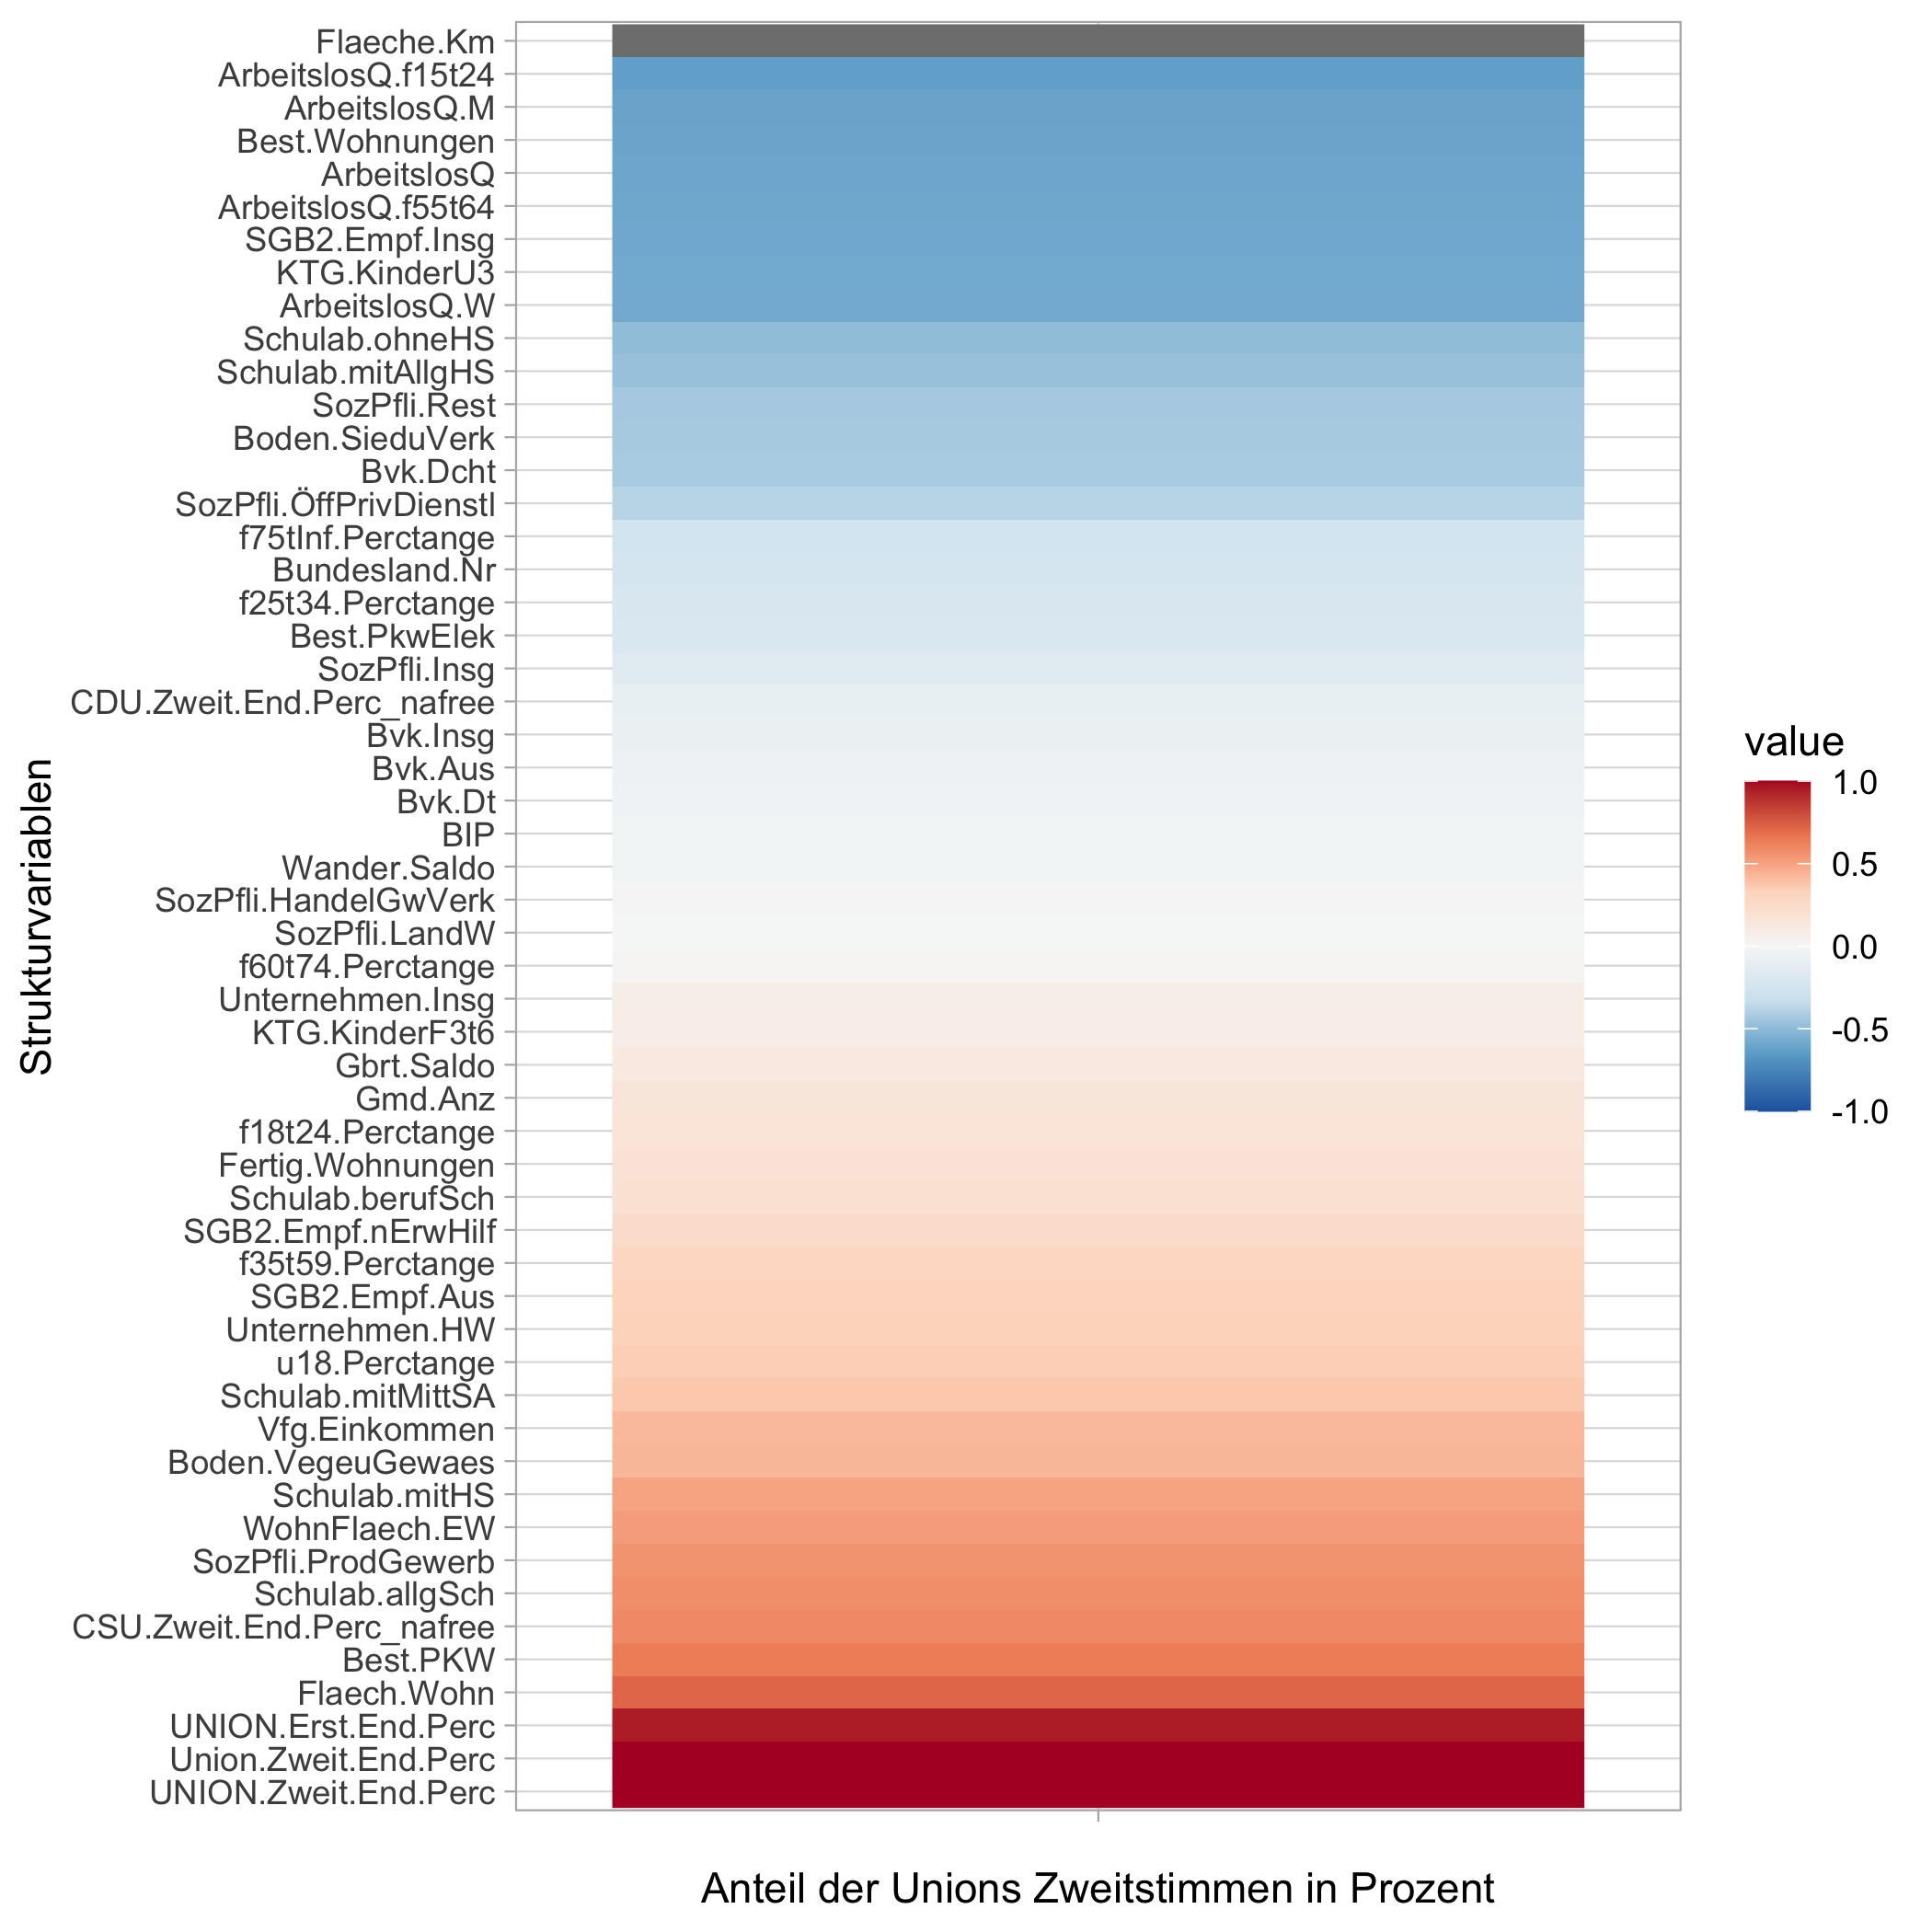 Flaeche.Km
ArbeitslosQ.f15t24
ArbeitslosQ.M
Best.Wohnungen
ArbeitslosQ
ArbeitslosQ.f55t64
SGB2.Empf.Insg
KTG.KinderU3
ArbeitslosQ.W
Schulab.ohneHS
Schulab.mitAllgHS
SozPfli.Rest
Boden.SieduVerk
Bvk.Dcht
SozPfli.ÖffPrivDienstl
f75tInf.Perctange
Bundesland.Nr
f25t34.Perctange
Best.PkwElek
SozPfli.Insg
CDU.Zweit.End.Perc_nafree
Bvk.Insg
Bvk.Aus
Bvk.Dt
BIP
Wander.Saldo
SozPfli.HandelGwVerk
SozPfli.LandW
f60t74.Perctange
Unternehmen.Insg
KTG.KinderF3t6
Gbrt.Saldo
Gmd.Anz
f18t24.Perctange
Fertig.Wohnungen
Schulab.berufSch
SGB2.Empf.nErwHilf
f35t59.Perctange
SGB2.Empf.Aus
Unternehmen.HW
u18.Perctange
Schulab.mitMittSA
Vfg.Einkommen
Boden.VegeuGewaes
Schulab.mitHS
WohnFlaech.EW
SozPfli.ProdGewerb
Schulab.allgSch
CSU.Zweit.End.Perc_nafree
Best.PKW
Flaech.Wohn
UNION.Erst.End.Perc
Union.Zweit.End.Perc
UNION.Zweit.End.Perc
Strukturvariablen
Anteil der Unions Zweitstimmen in Prozent
value
1.0
0.5
0.0
-0.5
-1.0